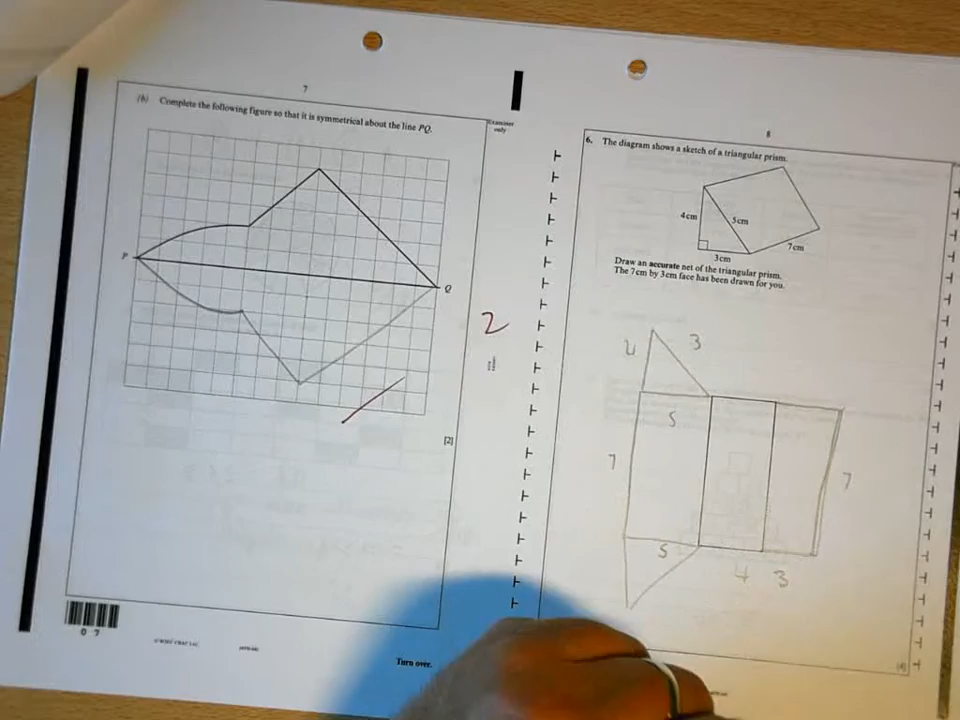 7
(b) Complete the following figure so that it is symmetrical about the line PQ.
Examiner
only
P
Q
2
[2]
0 7
Turn over.
8
6. The diagram shows a sketch of a triangular prism.
4cm
5cm
7cm
3cm
Draw an accurate net of the triangular prism.
The 7cm by 3cm face has been drawn for you.
4 3
5
7
7
5
4 3
[4]